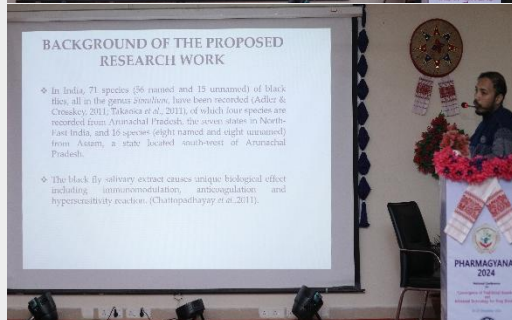 BACKGROUND OF THE PROPOSED
RESEARCH WORK
❖ In India, 71 species (56 named and 15 unnamed) of black
flies, all in the genus Simulium, have been recorded (Adler &
Crosskey, 2011; Takaoka et al., 2011), of which four species are
recorded from Arunachal Pradesh, the seven states in North-
East India, and 16 species (eight named and eight unnamed)
from Assam, a state located south-west of Arunachal
Pradesh.
❖ The black fly salivary extract causes unique biological effect
including immunomodulation, anticoagulation and
hypersensitivity reaction. (Chattopadhayay et al.,2011).
PHARMAGYANA
2024